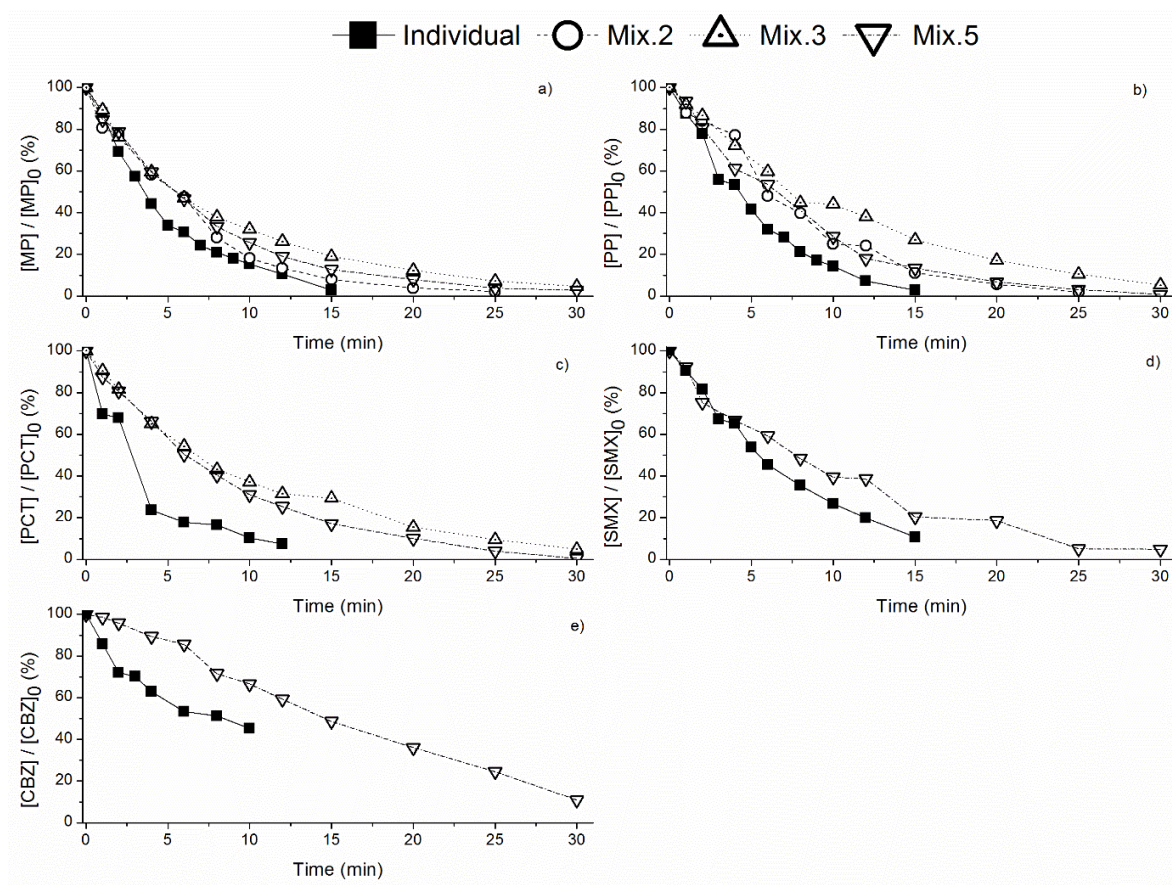 Individual Mix.2 Mix.3 Mix.5
a)
[MP] / [MP]0 (%)
100
80
60
40
20
0
0 5 10 15 20 25 30
Time (min)
b)
[PP] / [PP]0 (%)
100
80
60
40
20
0
0 5 10 15 20 25 30
Time (min)
c)
[PCT] / [PCT]0 (%)
100
80
60
40
20
0
0 5 10 15 20 25 30
Time (min)
d)
[SMX] / [SMX]0 (%)
100
80
60
40
20
0
0 5 10 15 20 25 30
Time (min)
e)
[CBZ] / [CBZ]0 (%)
100
80
60
40
20
0
0 5 10 15 20 25 30
Time (min)